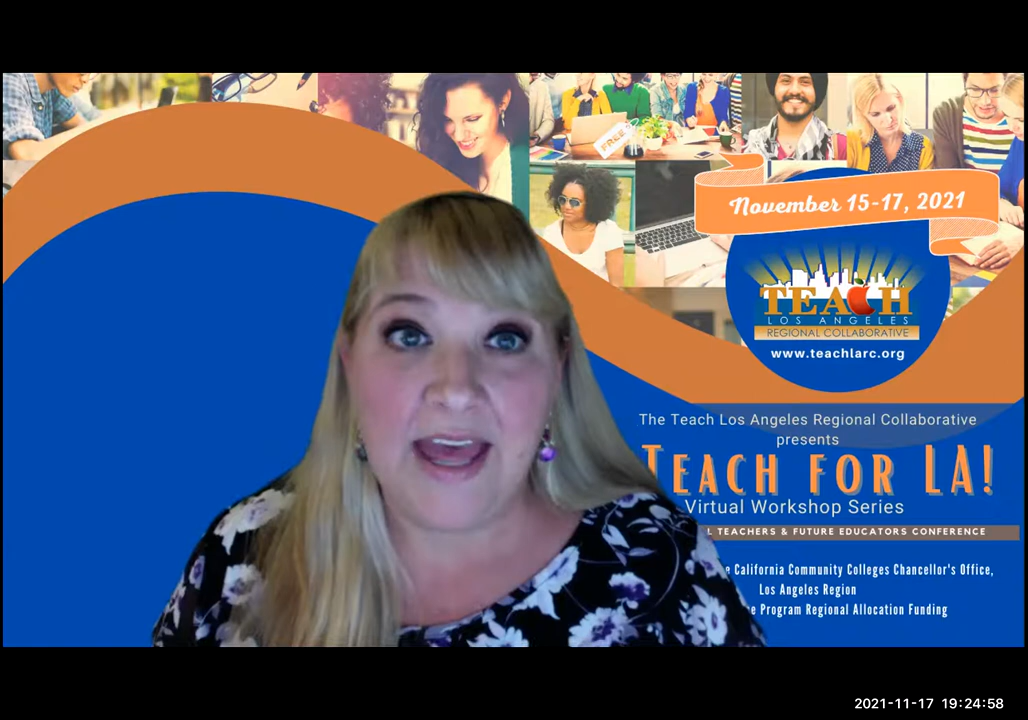 FREE
November 15-17, 2021
TEACH
LOS ANGELES
REGIONAL COLLABORATIVE
www.teachlarc.org
The Teach Los Angeles Regional Collaborative
presents
TEACH FOR LA!
Virtual Workshop Series
TEACHERS & FUTURE EDUCATORS CONFERENCE
California Community Colleges Chancellor's Office,
Los Angeles Region
Program Regional Allocation Funding
2021-11-17 19:24:58